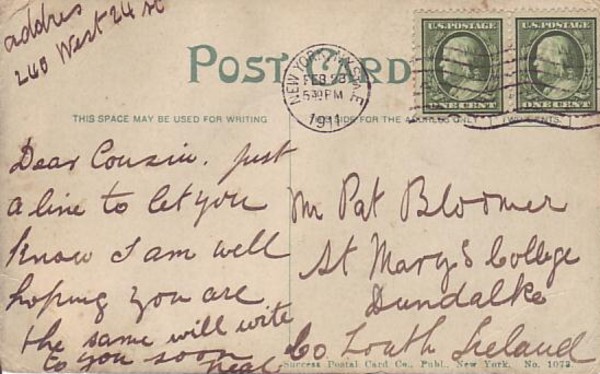 addres
240 West 24 st
POST CARD
U.S. POSTAGE
ONE CENT
U.S. POSTAGE
ONE CENT
NEW YORK, N.Y. STA. E
FEB 23
5 PM
1911
THIS SPACE MAY BE USED FOR WRITING
THIS SIDE FOR THE ADDRESS ONLY
Dear Cousin. just
a line to let you
Know I am well
hoping you are
the same will write
to you soon Neal
Mr Pat Bloomer
St Mary's College
Dundalk
Co Louth Ireland
Success Postal Card Co., Publ., New York. No. 1073.